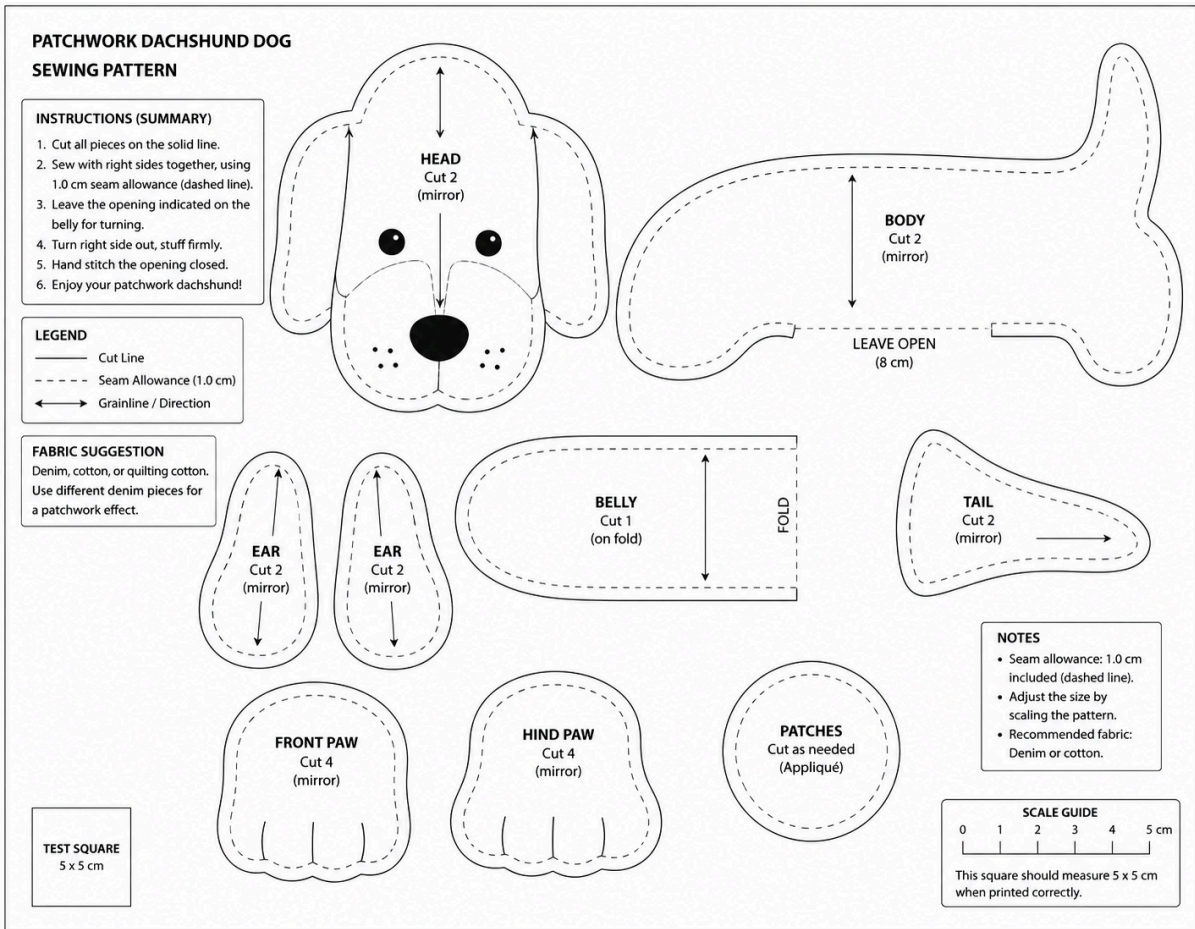 PATCHWORK DACHSHUND DOG
SEWING PATTERN
INSTRUCTIONS (SUMMARY)
1. Cut all pieces on the solid line.
2. Sew with right sides together, using
1.0 cm seam allowance (dashed line).
3. Leave the opening indicated on the
belly for turning.
4. Turn right side out, stuff firmly.
5. Hand stitch the opening closed.
6. Enjoy your patchwork dachshund!
LEGEND
Cut Line
Seam Allowance (1.0 cm)
Grainline / Direction
FABRIC SUGGESTION
Denim, cotton, or quilting cotton.
Use different denim pieces for
a patchwork effect.
HEAD
Cut 2
(mirror)
BODY
Cut 2
(mirror)
LEAVE OPEN
(8 cm)
EAR
Cut 2
(mirror)
EAR
Cut 2
(mirror)
BELLY
Cut 1
(on fold)
FOLD
TAIL
Cut 2
(mirror)
FRONT PAW
Cut 4
(mirror)
HIND PAW
Cut 4
(mirror)
PATCHES
Cut as needed
(Appliqué)
NOTES
• Seam allowance: 1.0 cm
included (dashed line).
• Adjust the size by
scaling the pattern.
• Recommended fabric:
Denim or cotton.
TEST SQUARE
5 x 5 cm
SCALE GUIDE
0 1 2 3 4 5 cm
This square should measure 5 x 5 cm
when printed correctly.